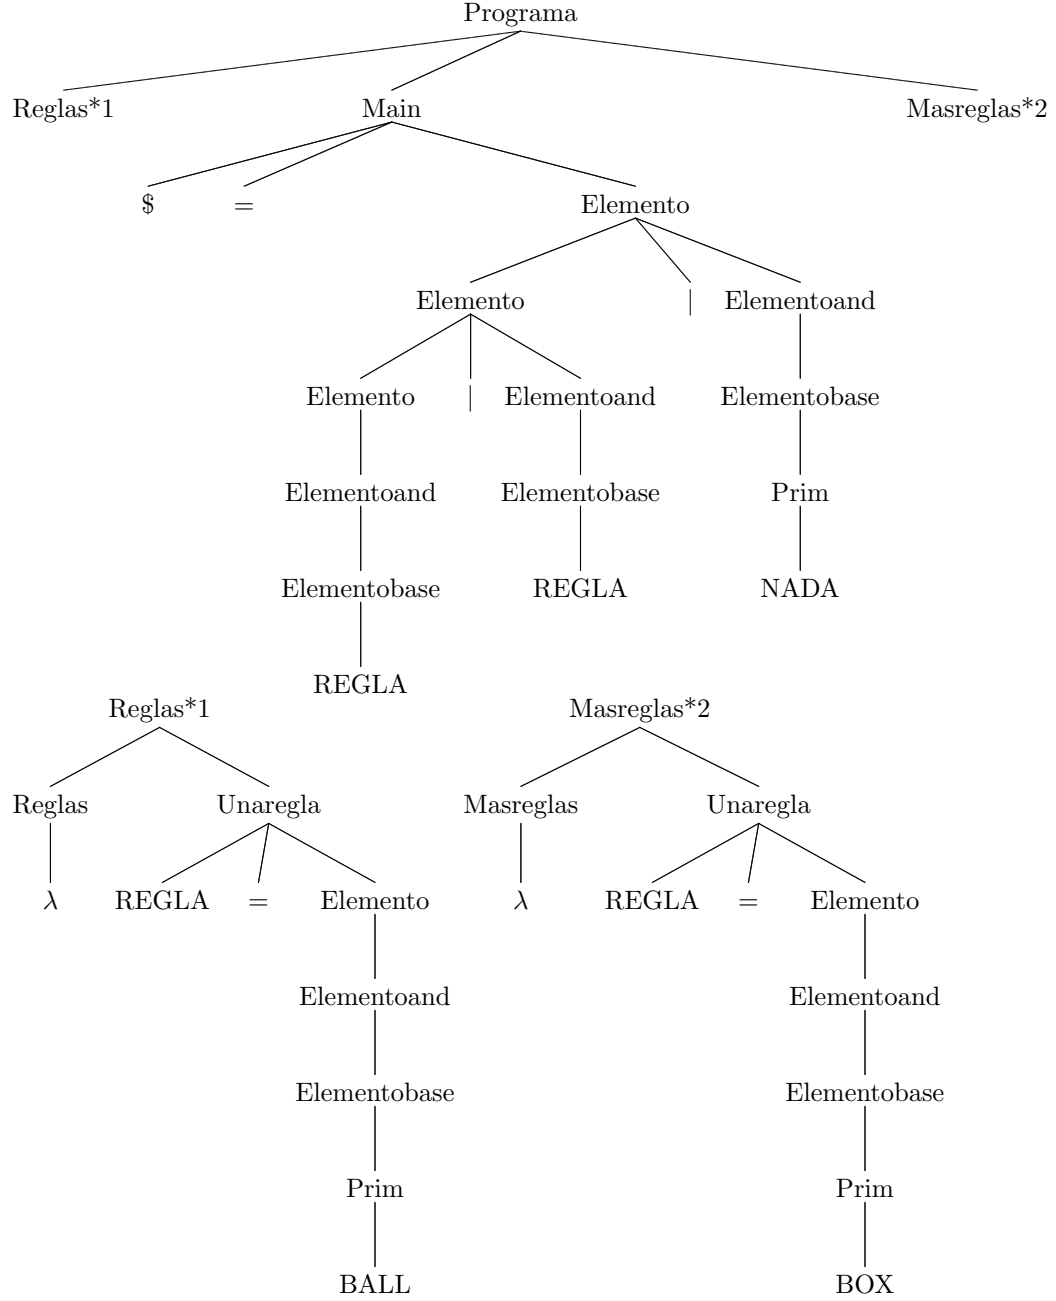 Programa
Reglas*1 Main Masreglas*2
$ = Elemento
Elemento | Elementoand
Elemento | Elementoand Elementobase
Elementoand Elementobase Prim
Elementobase REGLA NADA
REGLA
Reglas*1 Masreglas*2
Reglas Unaregla Masreglas Unaregla
λ REGLA = Elemento λ REGLA = Elemento
Elementoand Elementoand
Elementobase Elementobase
Prim Prim
BALL BOX